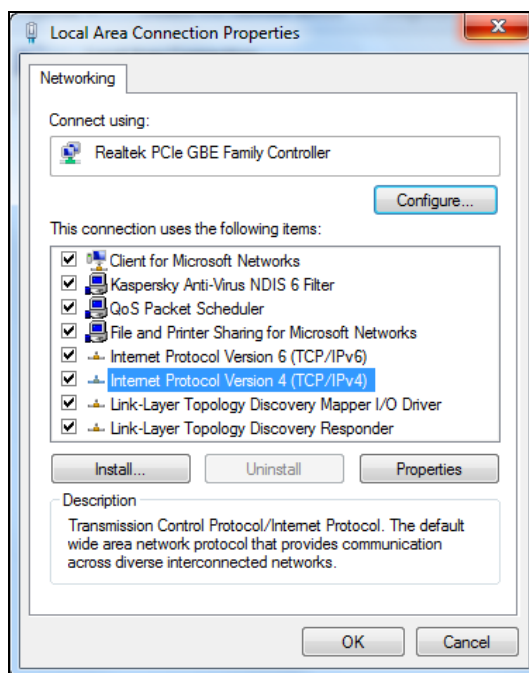 Local Area Connection Properties
Networking
Connect using:
Realtek PCIe GBE Family Controller
Configure...
This connection uses the following items:
Client for Microsoft Networks
Kaspersky Anti-Virus NDIS 6 Filter
QoS Packet Scheduler
File and Printer Sharing for Microsoft Networks
Internet Protocol Version 6 (TCP/IPv6)
Internet Protocol Version 4 (TCP/IPv4)
Link-Layer Topology Discovery Mapper I/O Driver
Link-Layer Topology Discovery Responder
Install... Uninstall Properties
Description
Transmission Control Protocol/Internet Protocol. The default
wide area network protocol that provides communication
across diverse interconnected networks.
OK Cancel